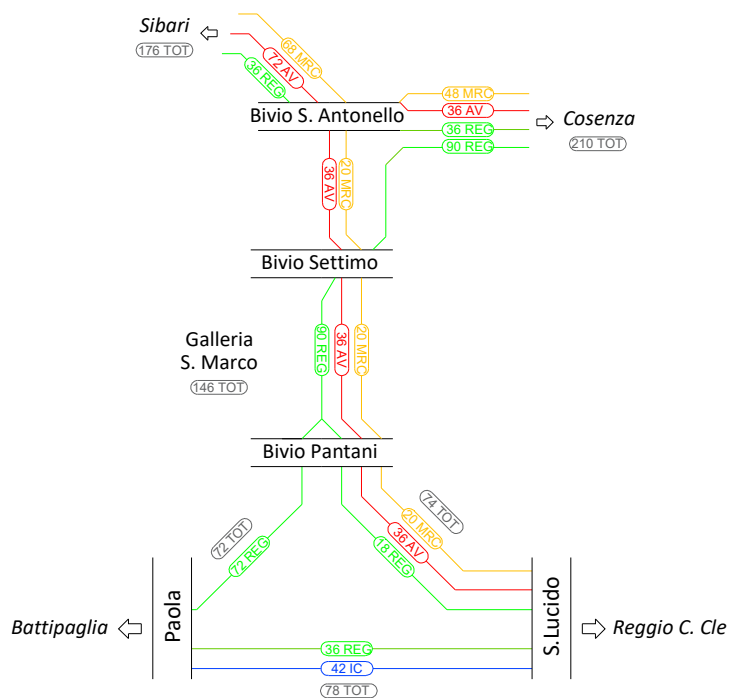 Sibari
176 TOT
68 MRC
72 AV
36 REG
Bivio S. Antonello
48 MRC
36 AV
36 REG
90 REG
Cosenza
210 TOT
36 AV
20 MRC
Bivio Settimo
Galleria
S. Marco
146 TOT
90 REG
36 AV
20 MRC
Bivio Pantani
72 TOT
72 REG
74 TOT
20 MRC
36 AV
18 REG
Battipaglia
Paola
S.Lucido
Reggio C. Cle
36 REG
42 IC
78 TOT